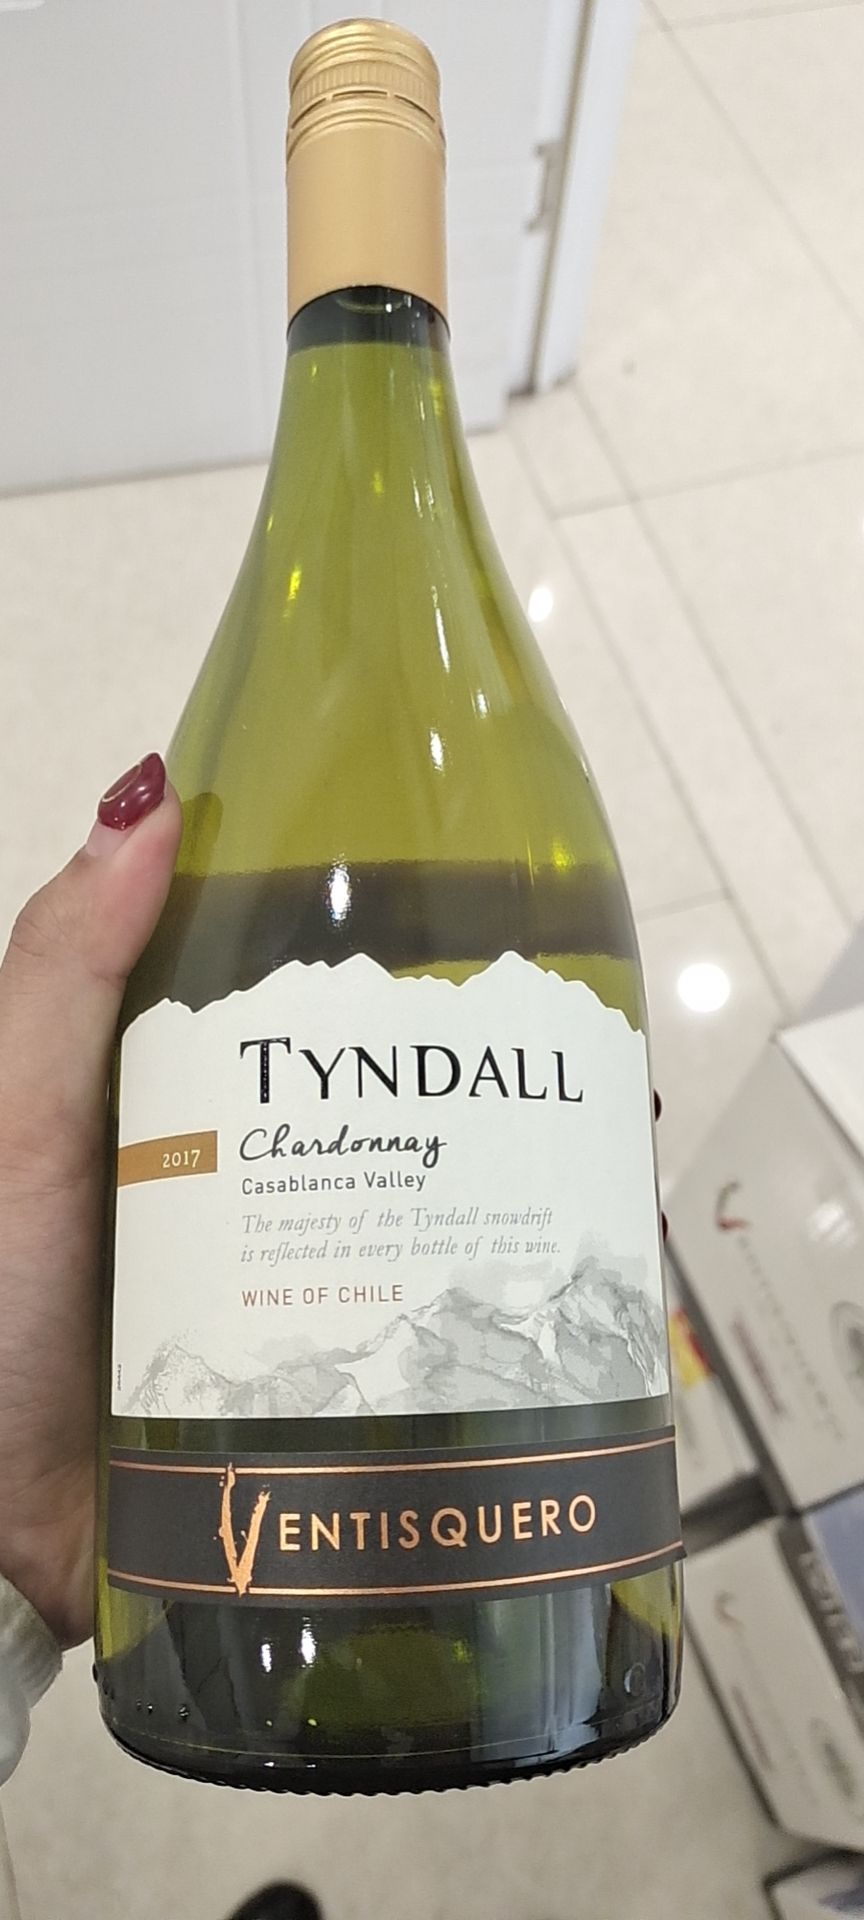 TYNDALL
2017
Chardonnay
Casablanca Valley
The majesty of the Tyndall snowdrift
is reflected in every bottle of this wine.
WINE OF CHILE
VENTISQUERO